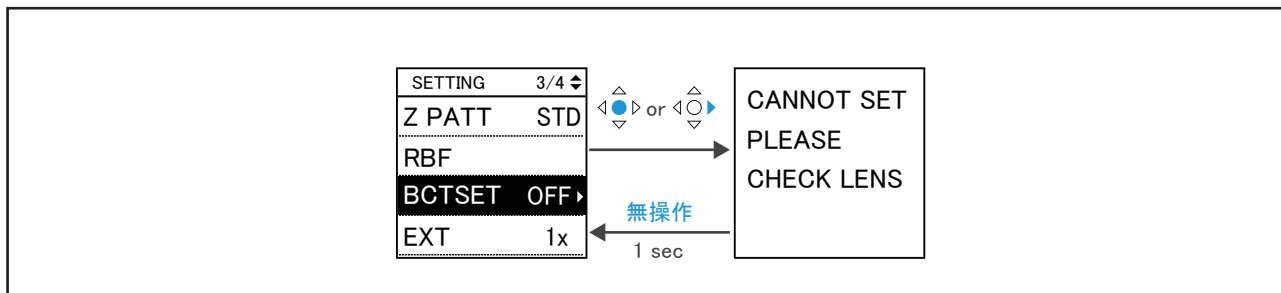 SETTING 3/4
Z PATT STD
RBF
BCTSET OFF
EXT 1x
or
無操作
1 sec
CANNOT SET
PLEASE
CHECK LENS